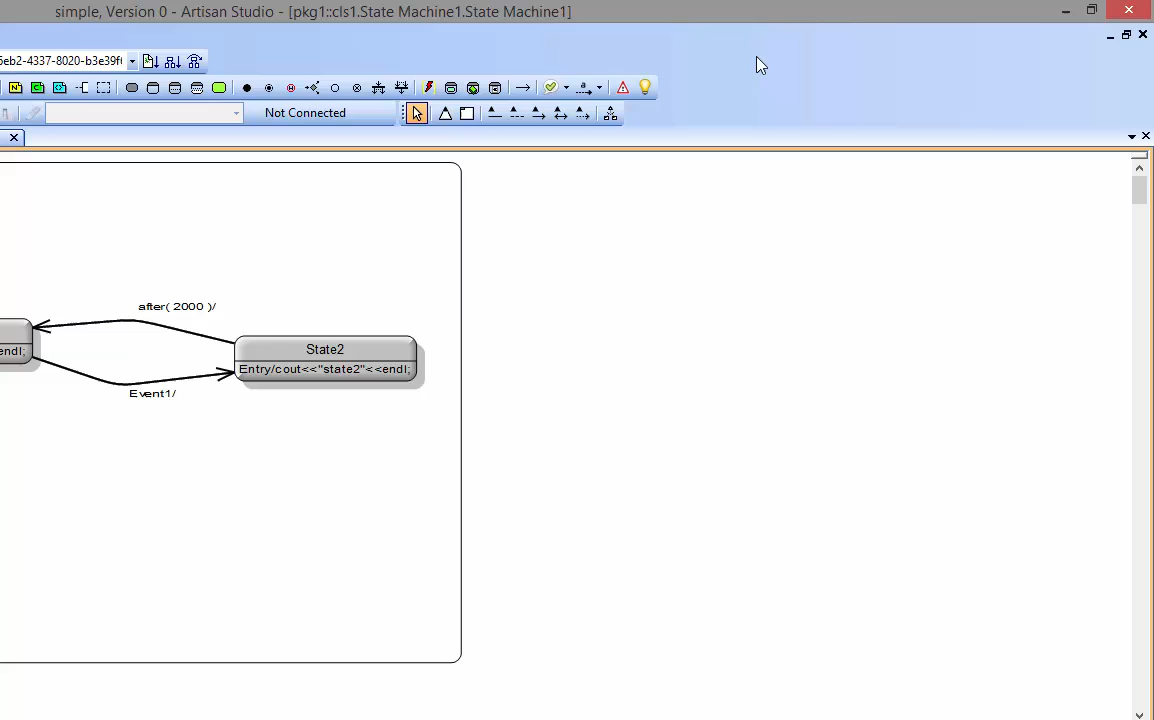 simple, Version 0 - Artisan Studio - [pkg1::cls1.State Machine1.State Machine1]
6eb2-4337-8020-b3e39f
Not Connected
after( 2000 )/
State2
endl;
Entry/cout<<"state2"<<endl;
Event1/